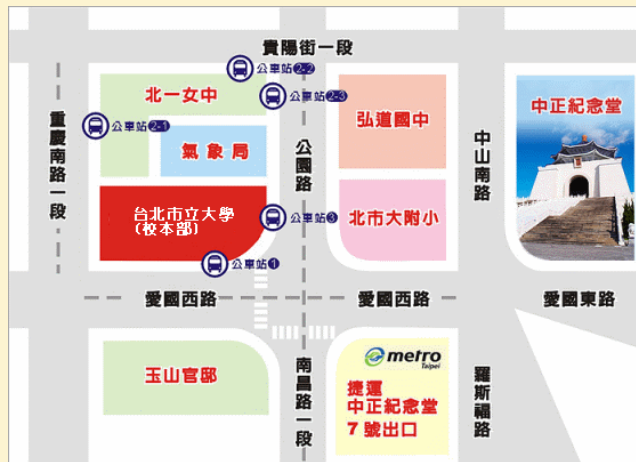 貴陽街一段
公車站2-2
北一女中
公車站2-3
中正紀念堂
弘道國中
公車站2-1
重慶南路一段
氣象局
公園路
中山南路
台北市立大學
(校本部)
公車站3
北市大附小
公車站1
愛國西路
愛國西路
愛國東路
metro
Taipei
玉山官邸
南昌路一段
捷運
中正紀念堂
7號出口
羅斯福路